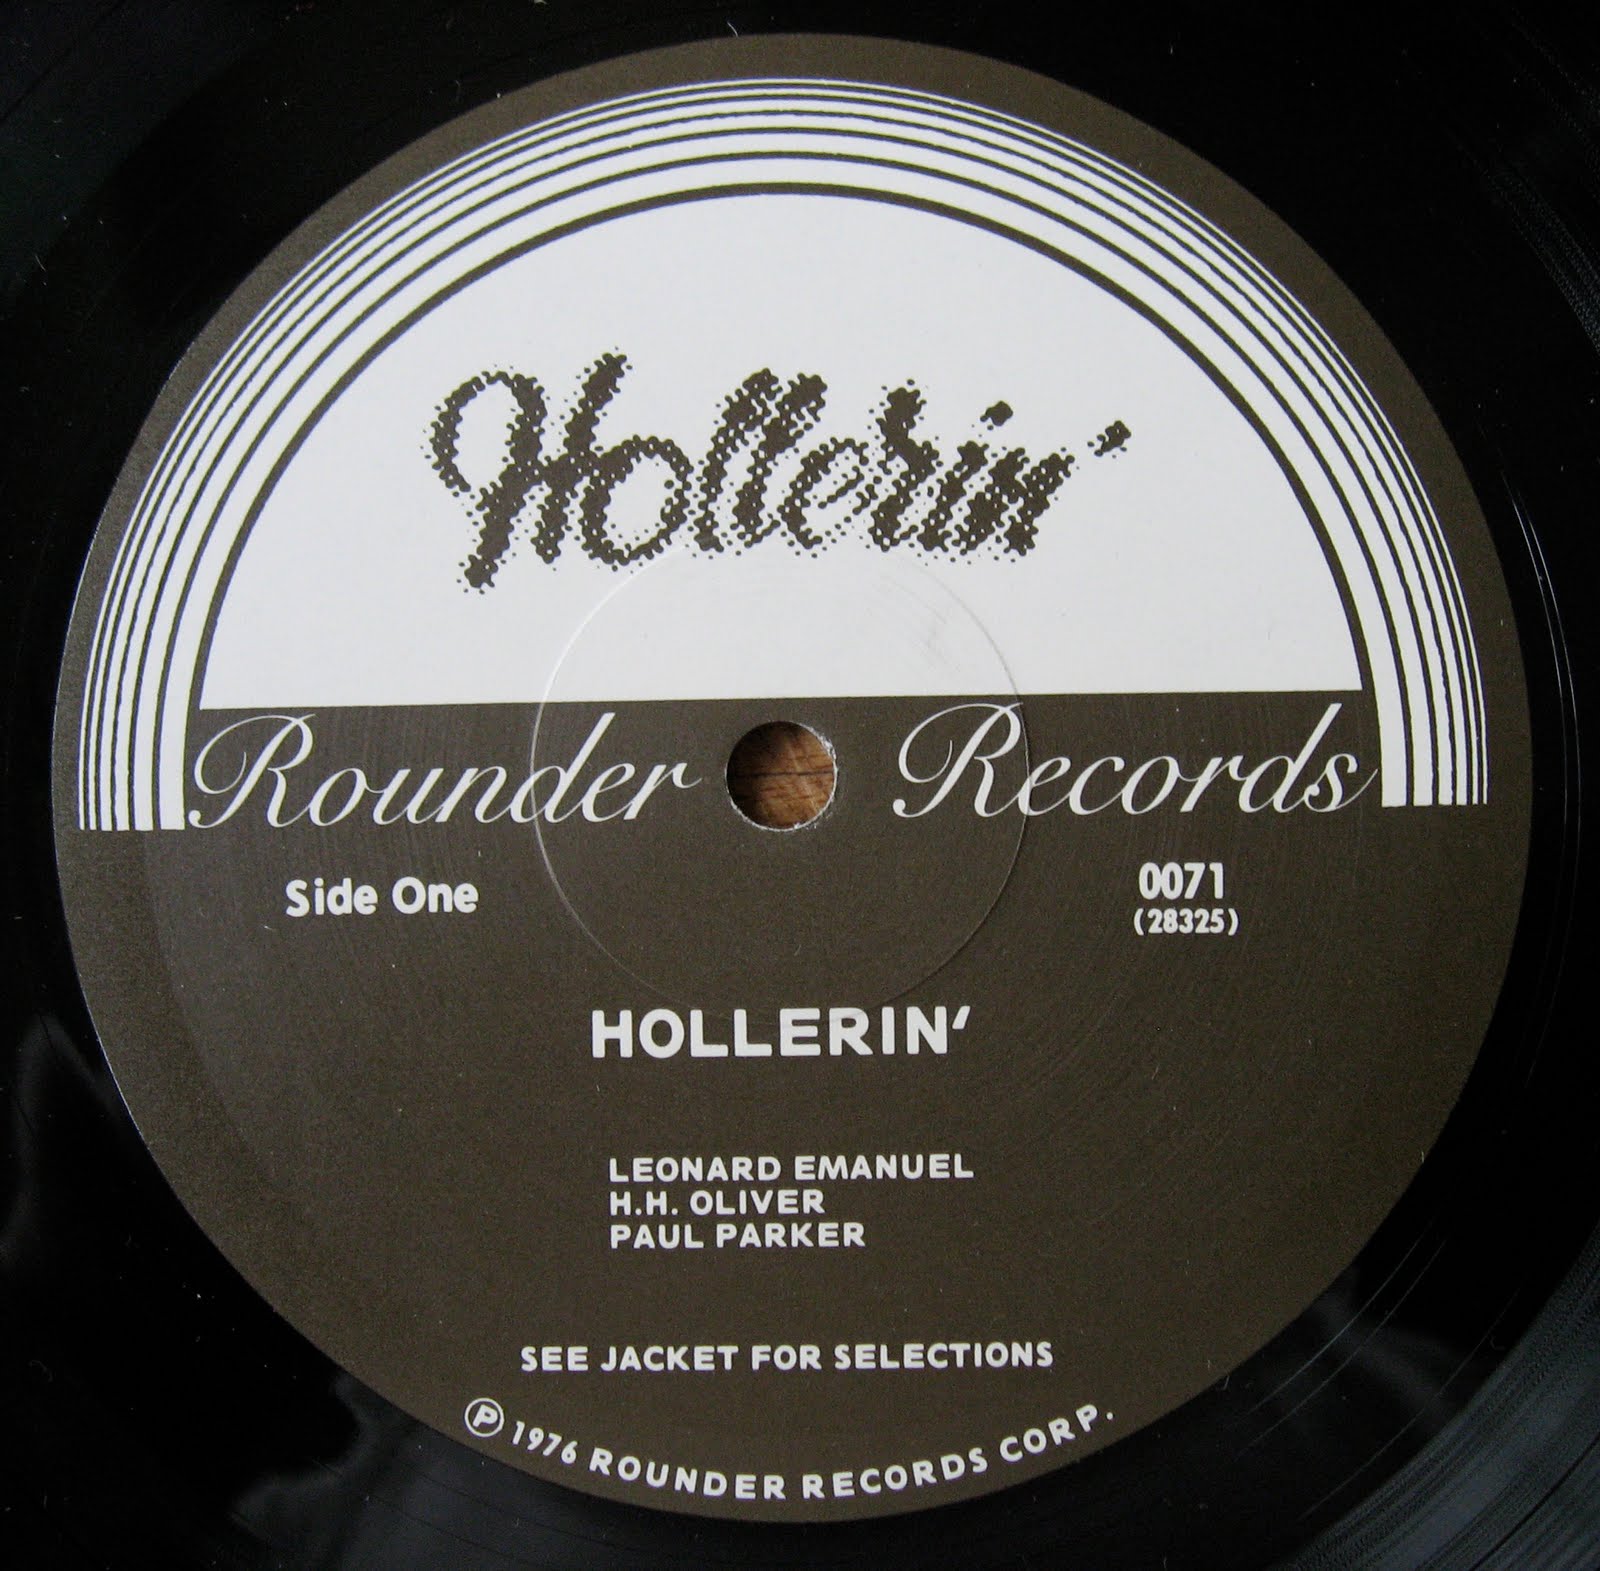 Hollerin'
Rounder Records
Side One
0071
(28325)
HOLLERIN'
LEONARD EMANUEL
H.H. OLIVER
PAUL PARKER
SEE JACKET FOR SELECTIONS
℗ 1976 ROUNDER RECORDS CORP.